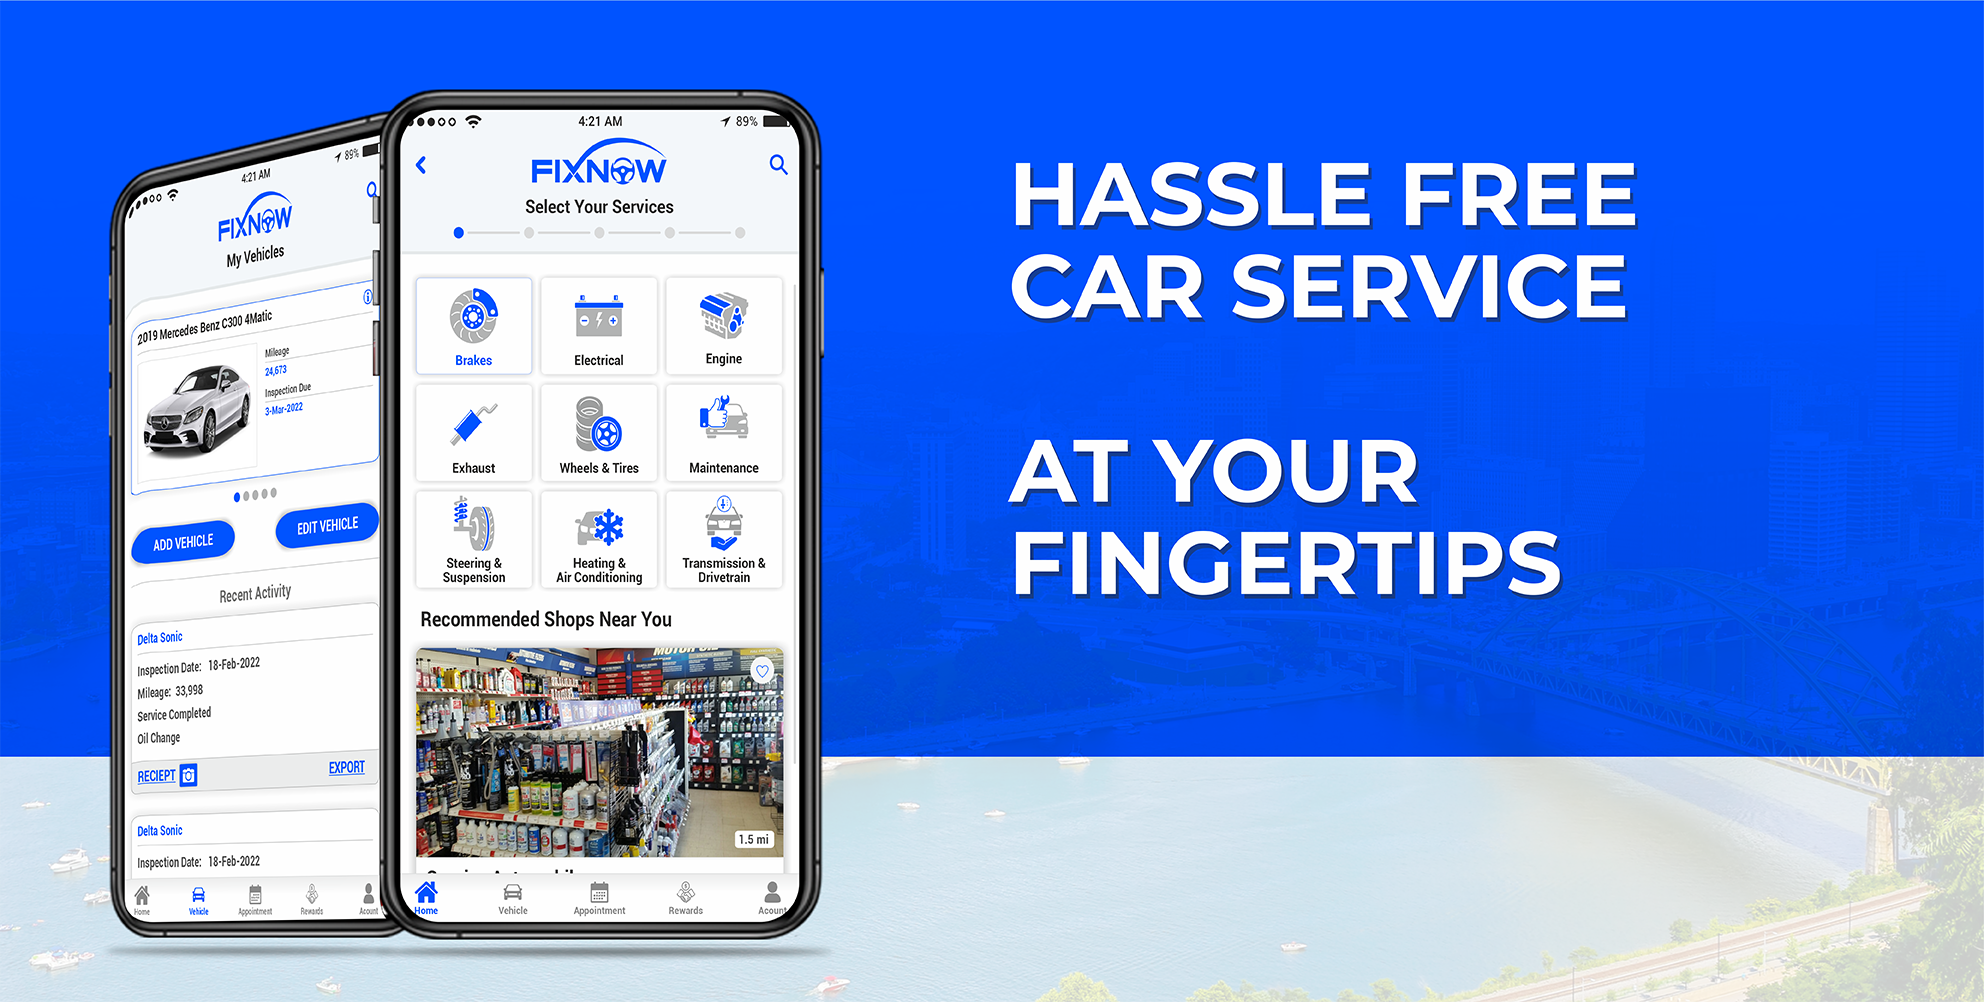 4:21 AM
89%
FIXNOW
My Vehicles
2019 Mercedes Benz C300 4Matic
Mileage
24,673
Inspection Due
3-Mar-2022
ADD VEHICLE
EDIT VEHICLE
Recent Activity
Delta Sonic
Inspection Date: 18-Feb-2022
Mileage: 33,998
Service Completed
Oil Change
RECIEPT
EXPORT
Delta Sonic
Inspection Date: 18-Feb-2022
Home
Vehicle
Appointment
Rewards
Acount
4:21 AM
89%
FIXNOW
Select Your Services
Brakes
Electrical
Engine
Exhaust
Wheels & Tires
Maintenance
Steering &
Suspension
Heating &
Air Conditioning
Transmission &
Drivetrain
Recommended Shops Near You
MOTOR OIL
1.5 mi
Home
Vehicle
Appointment
Rewards
Acount
HASSLE FREE
CAR SERVICE
AT YOUR
FINGERTIPS